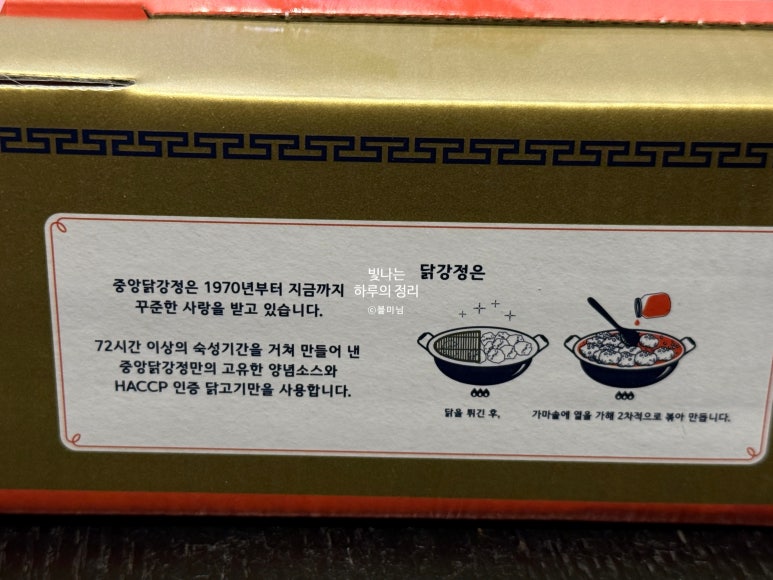 중앙닭강정은 1970년부터 지금까지
꾸준한 사랑을 받고 있습니다.
72시간 이상의 숙성기간을 거쳐 만들어 낸
중앙닭강정만의 고유한 양념소스와
HACCP 인증 닭고기만을 사용합니다.
빛나는
하루의 정리
©불마님
닭강정은
닭을 튀긴 후,
가마솥에 열을 가해 2차적으로 볶아 만듭니다.